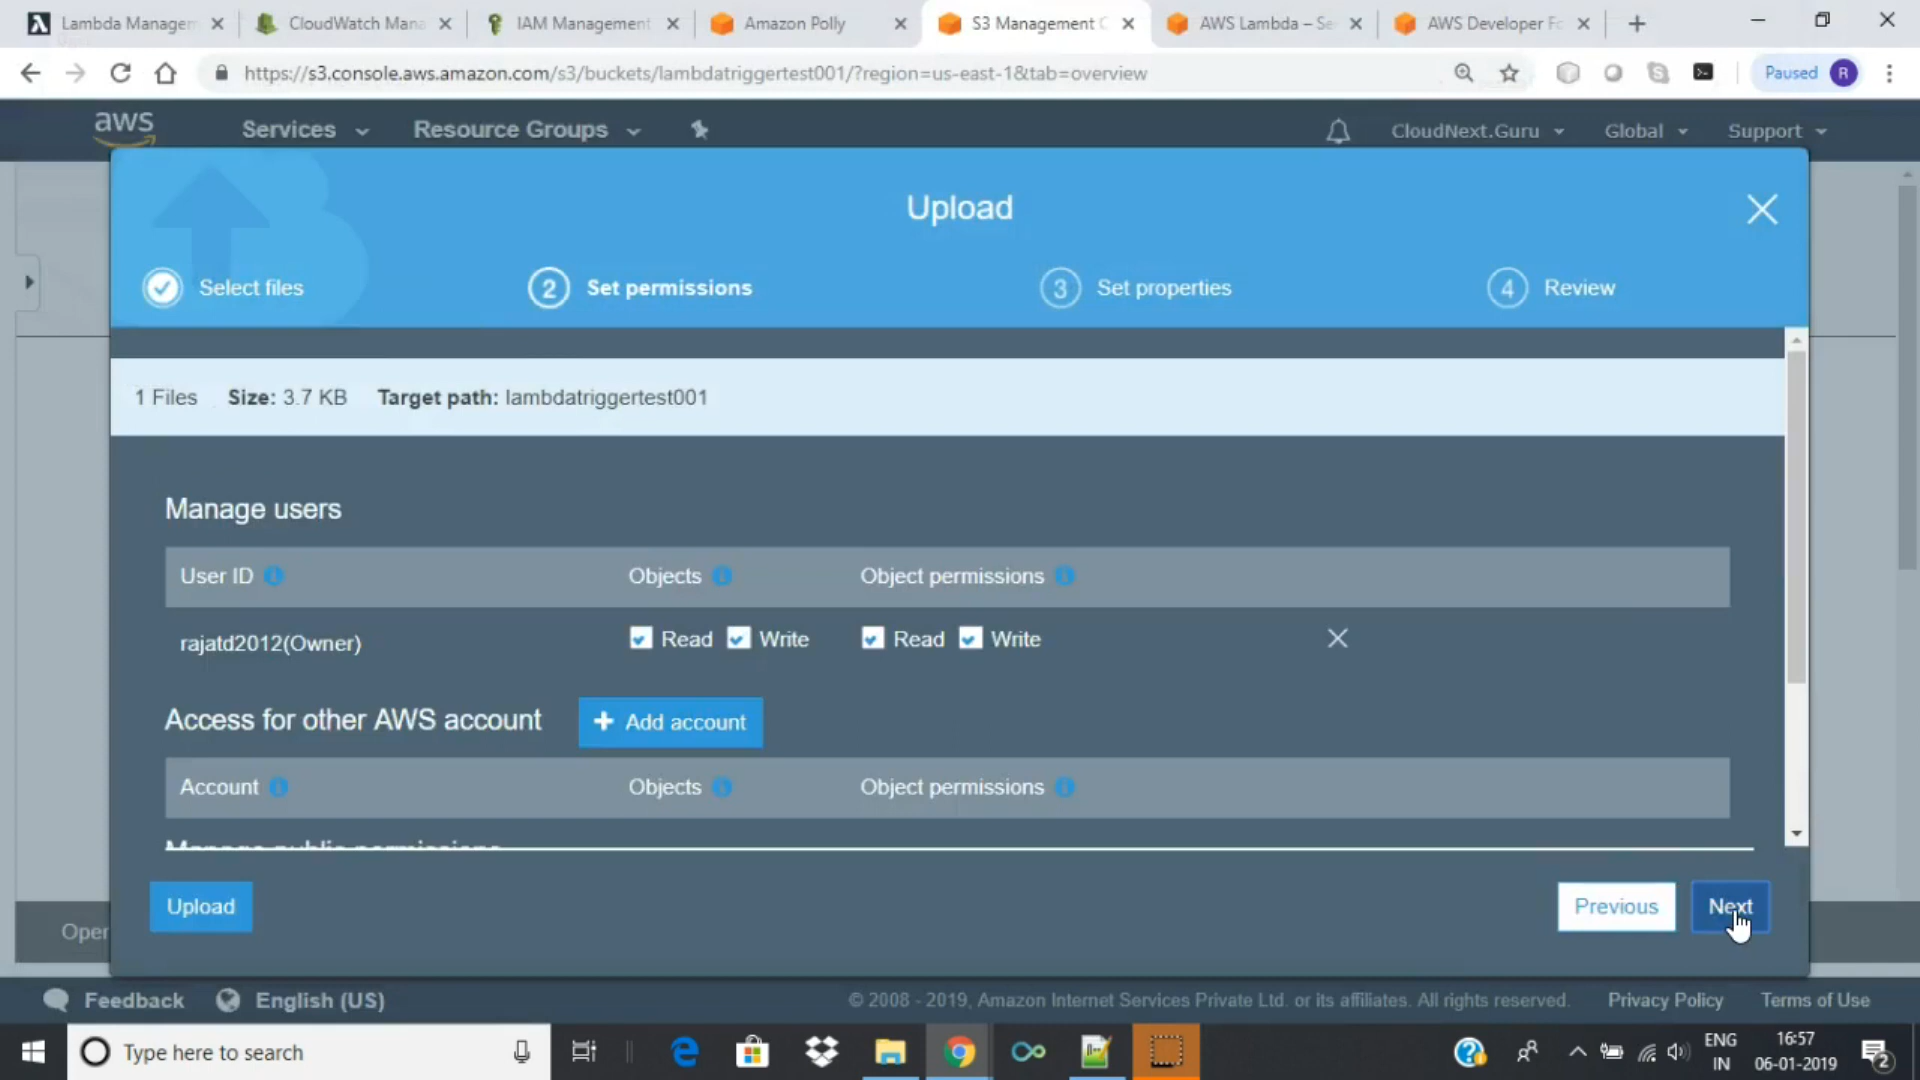 Lambda Managem
CloudWatch Mana
IAM Management
Amazon Polly
S3 Management C
AWS Lambda – Se
AWS Developer Fo
https://s3.console.aws.amazon.com/s3/buckets/lambdatriggertest001/?region=us-east-1&tab=overview
Paused R
aws Services Resource Groups CloudNext.Guru Global Support
Upload
Select files 2 Set permissions 3 Set properties 4 Review
1 Files Size: 3.7 KB Target path: lambdatriggertest001
Manage users
User ID Objects Object permissions
rajatd2012(Owner) Read Write Read Write
Access for other AWS account + Add account
Account Objects Object permissions
Manage public permissions
Upload Previous Next
Oper
Feedback English (US) © 2008 - 2019, Amazon Internet Services Private Ltd. or its affiliates. All rights reserved. Privacy Policy Terms of Use
Type here to search
ENG
IN
16:57
06-01-2019
2